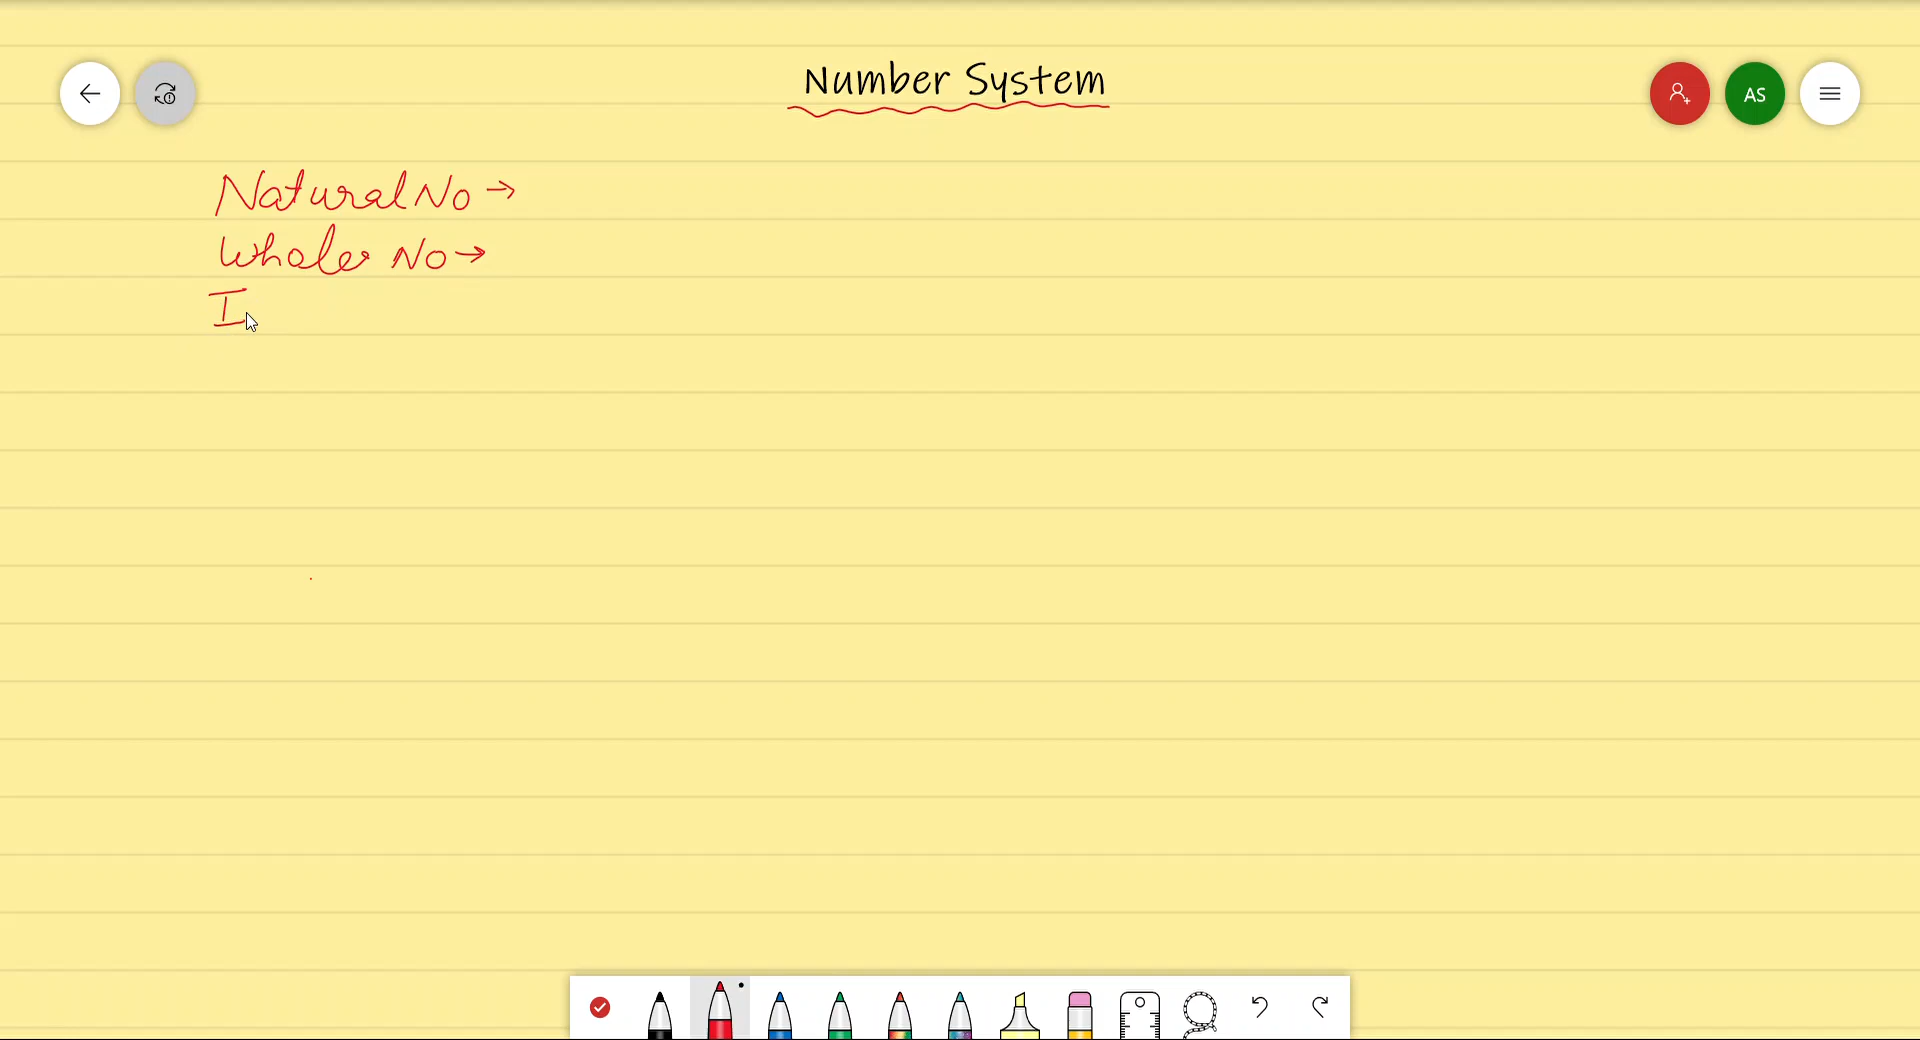 Number System
AS
Natural No →
Whole No →
I